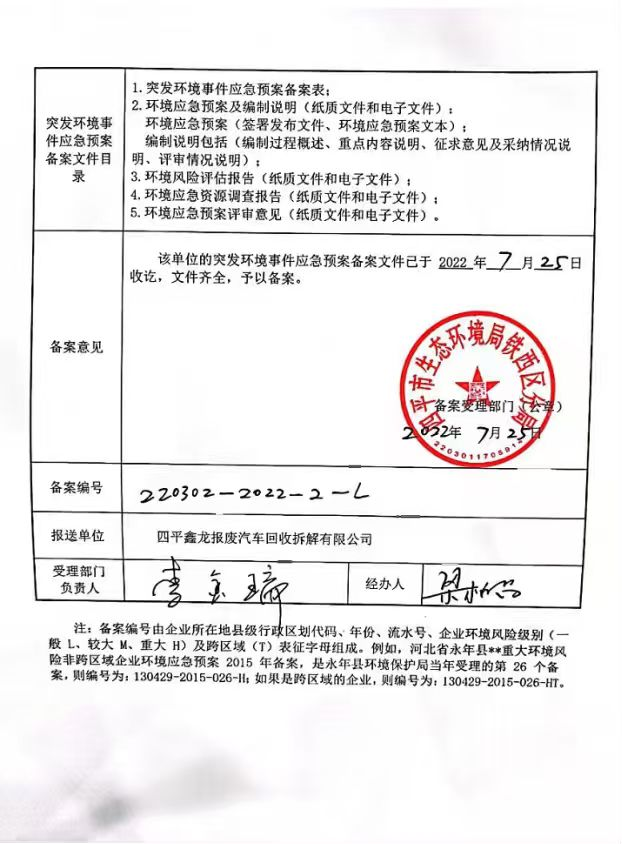 突发环境事
件应急预案
备案文件目
录
1.突发环境事件应急预案备案表；
2.环境应急预案及编制说明（纸质文件和电子文件）；
环境应急预案（签署发布文件、环境应急预案文本）；
编制说明包括（编制过程概述、重点内容说明、征求意见及采纳情况说
明、评审情况说明）；
3.环境风险评估报告（纸质文件和电子文件）；
4.环境应急资源调查报告（纸质文件和电子文件）；
5.环境应急预案评审意见（纸质文件和电子文件）。
备案意见
该单位的突发环境事件应急预案备案文件已于 2022 年 7 月 25 日
收讫，文件齐全，予以备案。
四平市生态环境局铁西区分局
备案受理部门（公章）
2022年 7月25日
2203011705914
备案编号
220302-2022-2-L
报送单位
四平鑫龙报废汽车回收拆解有限公司
受理部门
负责人
经办人
注：备案编号由企业所在地县级行政区划代码、年份、流水号、企业环境风险级别（一
般 L、较大 M、重大 H）及跨区域（T）表征字母组成。例如，河北省永年县**重大环境风
险非跨区域企业环境应急预案 2015 年备案，是永年县环境保护局当年受理的第 26 个备
案，则编号为：130429-2015-026-H；如果是跨区域的企业，则编号为：130429-2015-026-HT。